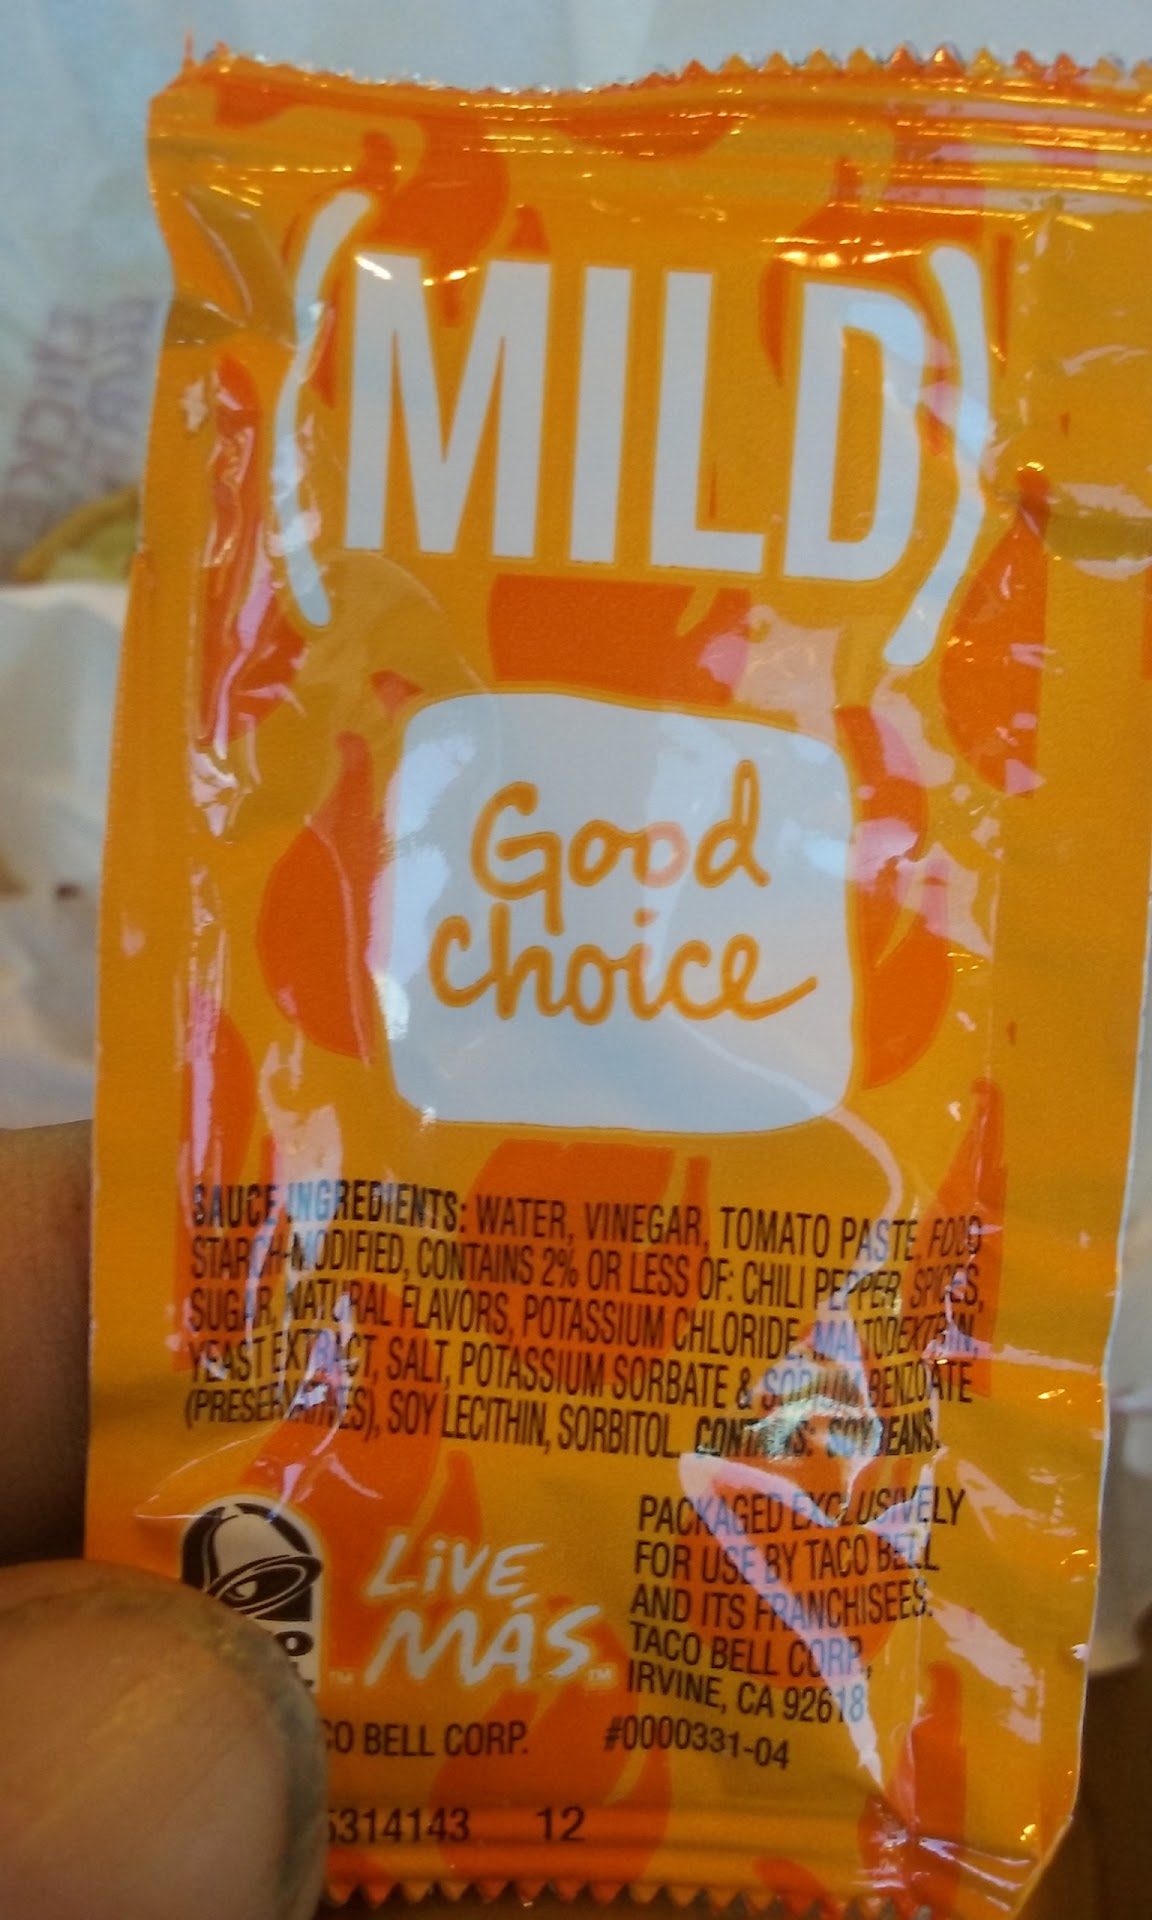 (MILD)
Good
choice
SAUCE INGREDIENTS: WATER, VINEGAR, TOMATO PASTE, FOOD
STARCH-MODIFIED, CONTAINS 2% OR LESS OF: CHILI PEPPER, SPICES,
SUGAR, NATURAL FLAVORS, POTASSIUM CHLORIDE, MALTODEXTRIN,
YEAST EXTRACT, SALT, POTASSIUM SORBATE & SODIUM BENZOATE
(PRESERVATIVES), SOY LECITHIN, SORBITOL. CONTAINS: SOYBEANS.
LiVE
MÁS™
™
PACKAGED EXCLUSIVELY
FOR USE BY TACO BELL
AND ITS FRANCHISEES.
TACO BELL CORP.,
IRVINE, CA 92618
CO BELL CORP. #0000331-04
5314143 12